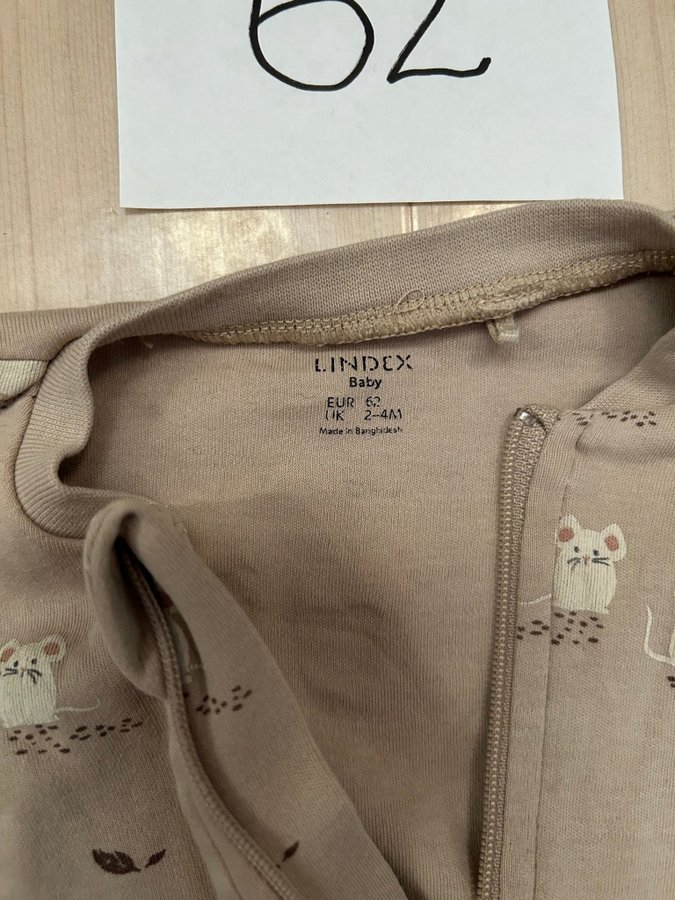 62
LINDEX
Baby
EUR 62
UK 2-4M
Made in Bangladesh